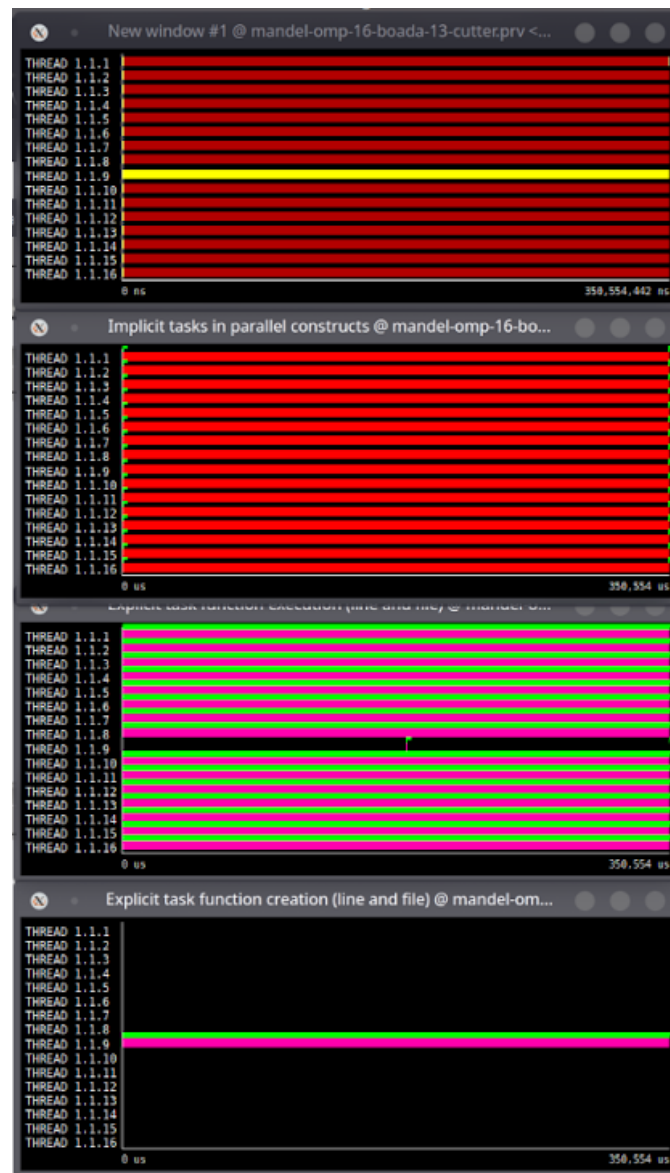 New window #1 @ mandel-omp-16-boada-13-cutter.prv <...
THREAD 1.1.1
THREAD 1.1.2
THREAD 1.1.3
THREAD 1.1.4
THREAD 1.1.5
THREAD 1.1.6
THREAD 1.1.7
THREAD 1.1.8
THREAD 1.1.9
THREAD 1.1.10
THREAD 1.1.11
THREAD 1.1.12
THREAD 1.1.13
THREAD 1.1.14
THREAD 1.1.15
THREAD 1.1.16
0 ns 350,554,442 ns
Implicit tasks in parallel constructs @ mandel-omp-16-bo...
THREAD 1.1.1
THREAD 1.1.2
THREAD 1.1.3
THREAD 1.1.4
THREAD 1.1.5
THREAD 1.1.6
THREAD 1.1.7
THREAD 1.1.8
THREAD 1.1.9
THREAD 1.1.10
THREAD 1.1.11
THREAD 1.1.12
THREAD 1.1.13
THREAD 1.1.14
THREAD 1.1.15
THREAD 1.1.16
0 us 350,554 us
Explicit task function execution (line and file) @ mandel-o...
THREAD 1.1.1
THREAD 1.1.2
THREAD 1.1.3
THREAD 1.1.4
THREAD 1.1.5
THREAD 1.1.6
THREAD 1.1.7
THREAD 1.1.8
THREAD 1.1.9
THREAD 1.1.10
THREAD 1.1.11
THREAD 1.1.12
THREAD 1.1.13
THREAD 1.1.14
THREAD 1.1.15
THREAD 1.1.16
0 us 350,554 us
Explicit task function creation (line and file) @ mandel-om...
THREAD 1.1.1
THREAD 1.1.2
THREAD 1.1.3
THREAD 1.1.4
THREAD 1.1.5
THREAD 1.1.6
THREAD 1.1.7
THREAD 1.1.8
THREAD 1.1.9
THREAD 1.1.10
THREAD 1.1.11
THREAD 1.1.12
THREAD 1.1.13
THREAD 1.1.14
THREAD 1.1.15
THREAD 1.1.16
0 us 350,554 us